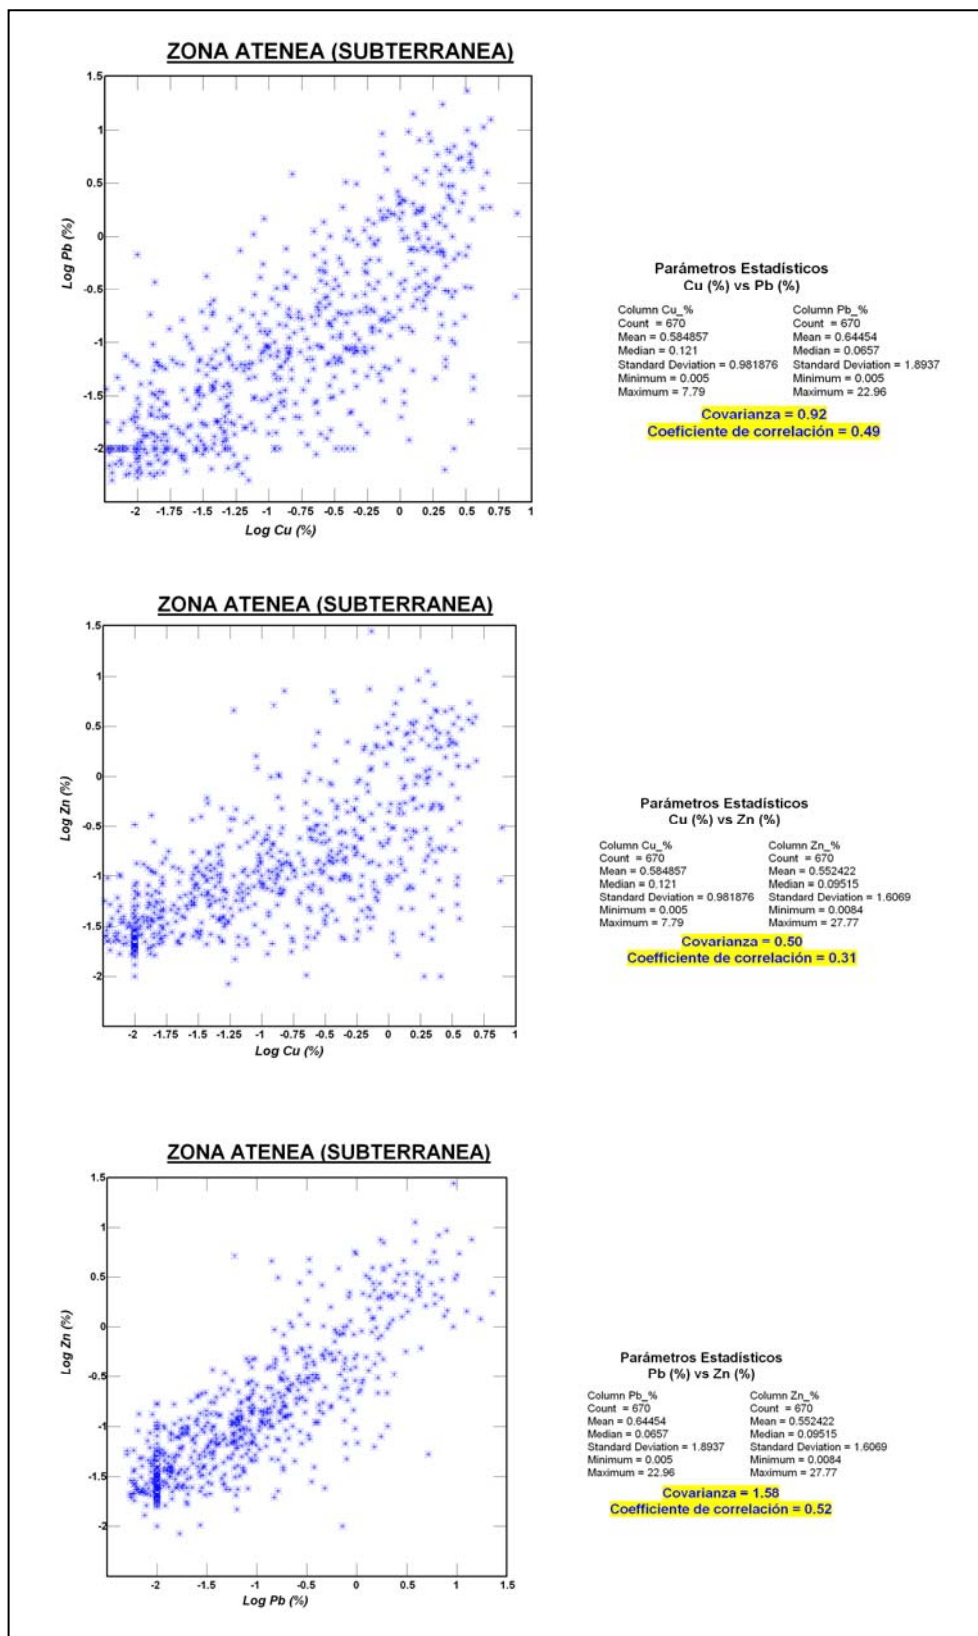 ZONA ATENEA (SUBTERRANEA)
1.5
1
0.5
0
-0.5
-1
-1.5
-2
Log Pb (%)
-2 -1.75 -1.5 -1.25 -1 -0.75 -0.5 -0.25 0 0.25 0.5 0.75 1
Log Cu (%)
Parámetros Estadísticos
Cu (%) vs Pb (%)
Column Cu_% Column Pb_%
Count = 670 Count = 670
Mean = 0.584857 Mean = 0.64454
Median = 0.121 Median = 0.0657
Standard Deviation = 0.981876 Standard Deviation = 1.8937
Minimum = 0.005 Minimum = 0.005
Maximum = 7.79 Maximum = 22.96
Covarianza = 0.92
Coeficiente de correlación = 0.49
ZONA ATENEA (SUBTERRANEA)
1.5
1
0.5
0
-0.5
-1
-1.5
-2
Log Zn (%)
-2 -1.75 -1.5 -1.25 -1 -0.75 -0.5 -0.25 0 0.25 0.5 0.75 1
Log Cu (%)
Parámetros Estadísticos
Cu (%) vs Zn (%)
Column Cu_% Column Zn_%
Count = 670 Count = 670
Mean = 0.584857 Mean = 0.552422
Median = 0.121 Median = 0.09515
Standard Deviation = 0.981876 Standard Deviation = 1.6069
Minimum = 0.005 Minimum = 0.0084
Maximum = 7.79 Maximum = 27.77
Covarianza = 0.50
Coefficiente de correlación = 0.31
ZONA ATENEA (SUBTERRANEA)
1.5
1
0.5
0
-0.5
-1
-1.5
-2
Log Zn (%)
-2 -1.5 -1 -0.5 0 0.5 1 1.5
Log Pb (%)
Parámetros Estadísticos
Pb (%) vs Zn (%)
Column Pb_% Column Zn_%
Count = 670 Count = 670
Mean = 0.64454 Mean = 0.552422
Median = 0.0657 Median = 0.09515
Standard Deviation = 1.8937 Standard Deviation = 1.6069
Minimum = 0.005 Minimum = 0.0084
Maximum = 22.96 Maximum = 27.77
Covarianza = 1.58
Coefficiente de correlación = 0.52